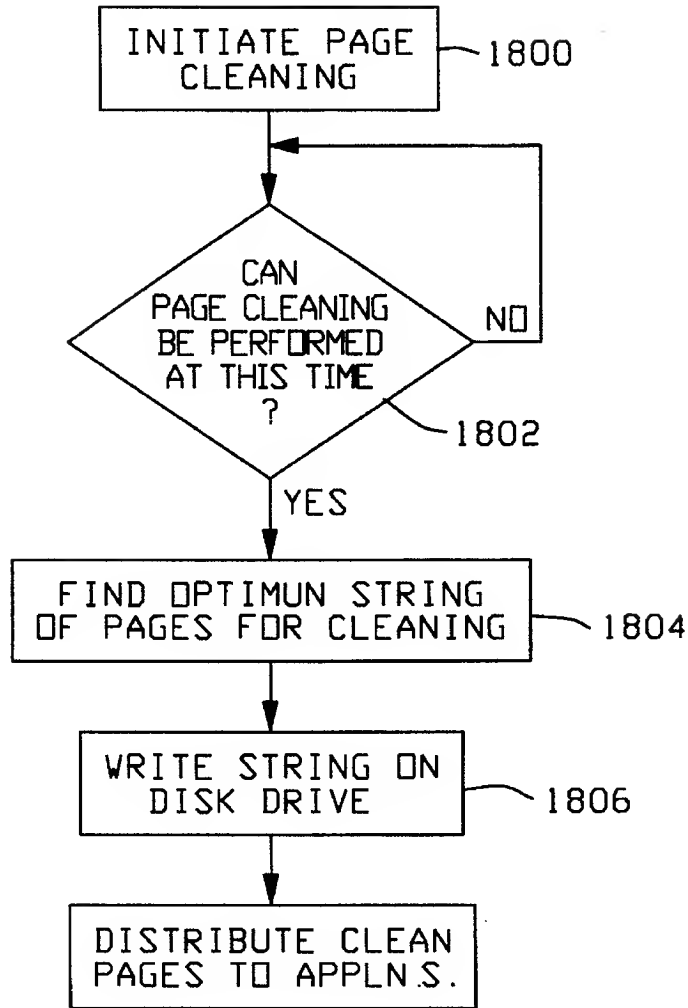 INITIATE PAGE
CLEANING
1800
CAN
PAGE CLEANING
BE PERFORMED
AT THIS TIME
?
NO
1802
YES
FIND OPTIMUN STRING
OF PAGES FOR CLEANING
1804
WRITE STRING ON
DISK DRIVE
1806
DISTRIBUTE CLEAN
PAGES TO APPLN.S.